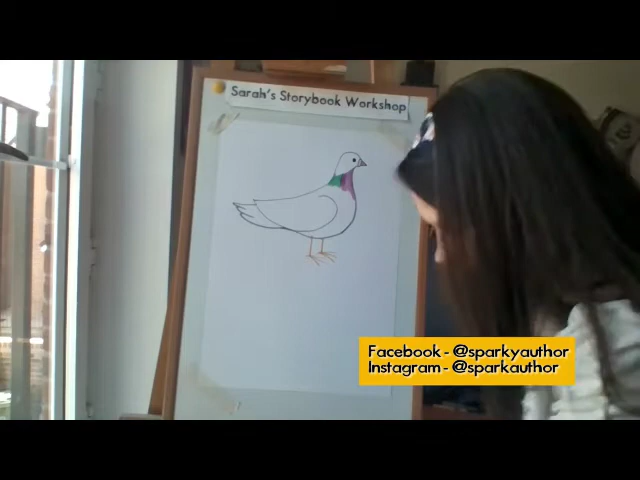 Sarah's Storybook Workshop
Facebook - @sparkyauthor
Instagram - @sparkauthor